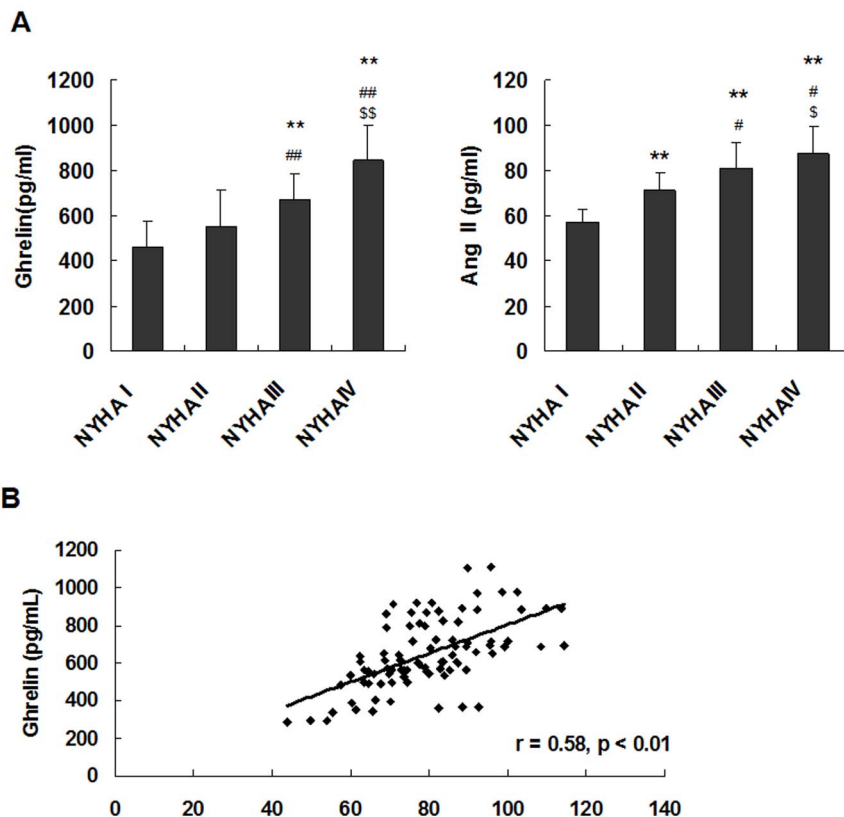 A
Ghrelin(pg/ml)
1200
1000
800
600
400
200
0
**
##
**
##
$$
NYHA I
NYHA II
NYHA III
NYHA IV
Ang II (pg/ml)
120
100
80
60
40
20
0
**
**
#
**
#
$
NYHA I
NYHA II
NYHA III
NYHA IV
B
Ghrelin (pg/mL)
1200
1000
800
600
400
200
0
r = 0.58, p < 0.01
0 20 40 60 80 100 120 140